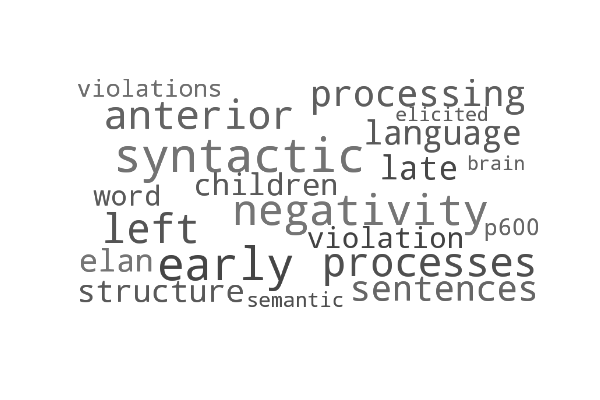 violations
processing
anterior
elicited
language
syntactic
late
brain
children
word
negativity
left
p600
violation
elan
early
processes
structure
semantic
sentences